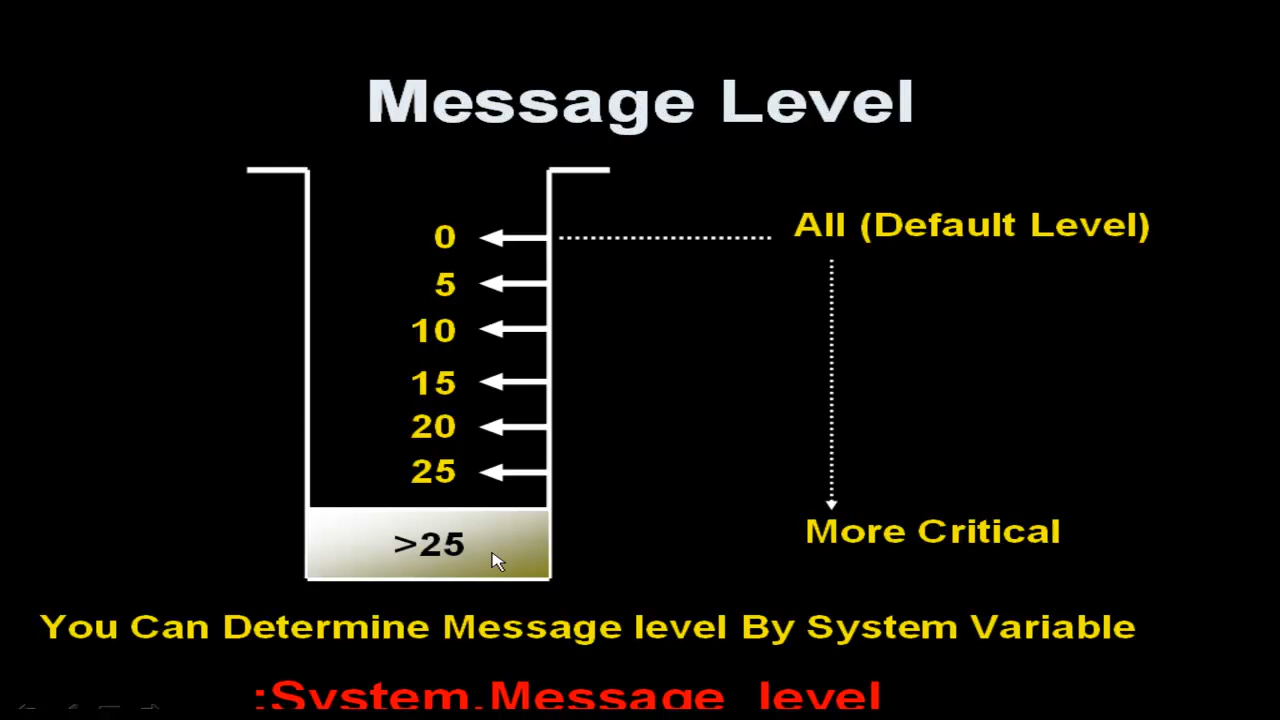 Message Level
0
All (Default Level)
5
10
15
20
25
>25
More Critical
You Can Determine Message level By System Variable
:System.Message_level